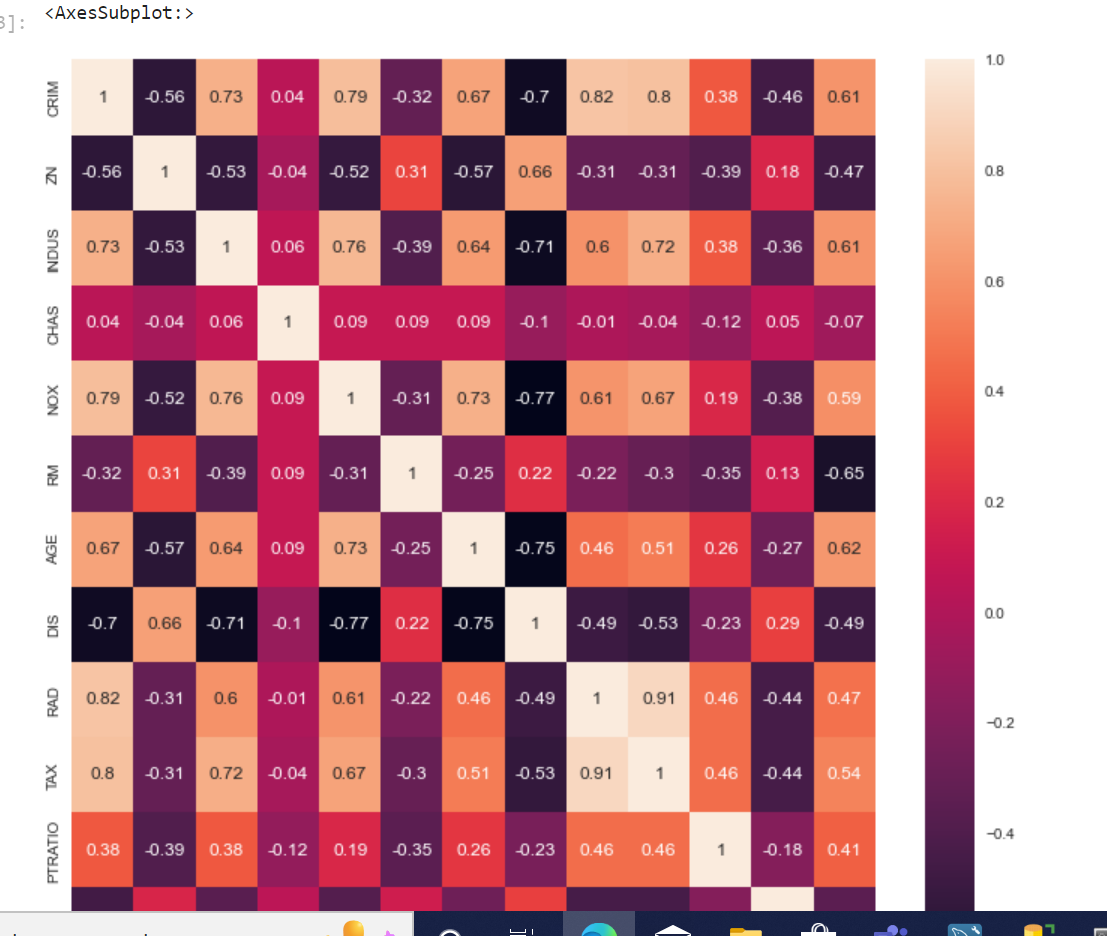 <AxesSubplot:>
]:
1.0
CRIM 1 -0.56 0.73 0.04 0.79 -0.32 0.67 -0.7 0.82 0.8 0.38 -0.46 0.61
0.8
ZN -0.56 1 -0.53 -0.04 -0.52 0.31 -0.57 0.66 -0.31 -0.31 -0.39 0.18 -0.47
INDUS 0.73 -0.53 1 0.06 0.76 -0.39 0.64 -0.71 0.6 0.72 0.38 -0.36 0.61
0.6
CHAS 0.04 -0.04 0.06 1 0.09 0.09 0.09 -0.1 -0.01 -0.04 -0.12 0.05 -0.07
0.4
NOX 0.79 -0.52 0.76 0.09 1 -0.31 0.73 -0.77 0.61 0.67 0.19 -0.38 0.59
RM -0.32 0.31 -0.39 0.09 -0.31 1 -0.25 0.22 -0.22 -0.3 -0.35 0.13 -0.65
0.2
AGE 0.67 -0.57 0.64 0.09 0.73 -0.25 1 -0.75 0.46 0.51 0.26 -0.27 0.62
0.0
DIS -0.7 0.66 -0.71 -0.1 -0.77 0.22 -0.75 1 -0.49 -0.53 -0.23 0.29 -0.49
RAD 0.82 -0.31 0.6 -0.01 0.61 -0.22 0.46 -0.49 1 0.91 0.46 -0.44 0.47
−0.2
TAX 0.8 -0.31 0.72 -0.04 0.67 -0.3 0.51 -0.53 0.91 1 0.46 -0.44 0.54
−0.4
PTRATIO 0.38 -0.39 0.38 -0.12 0.19 -0.35 0.26 -0.23 0.46 0.46 1 -0.18 0.41